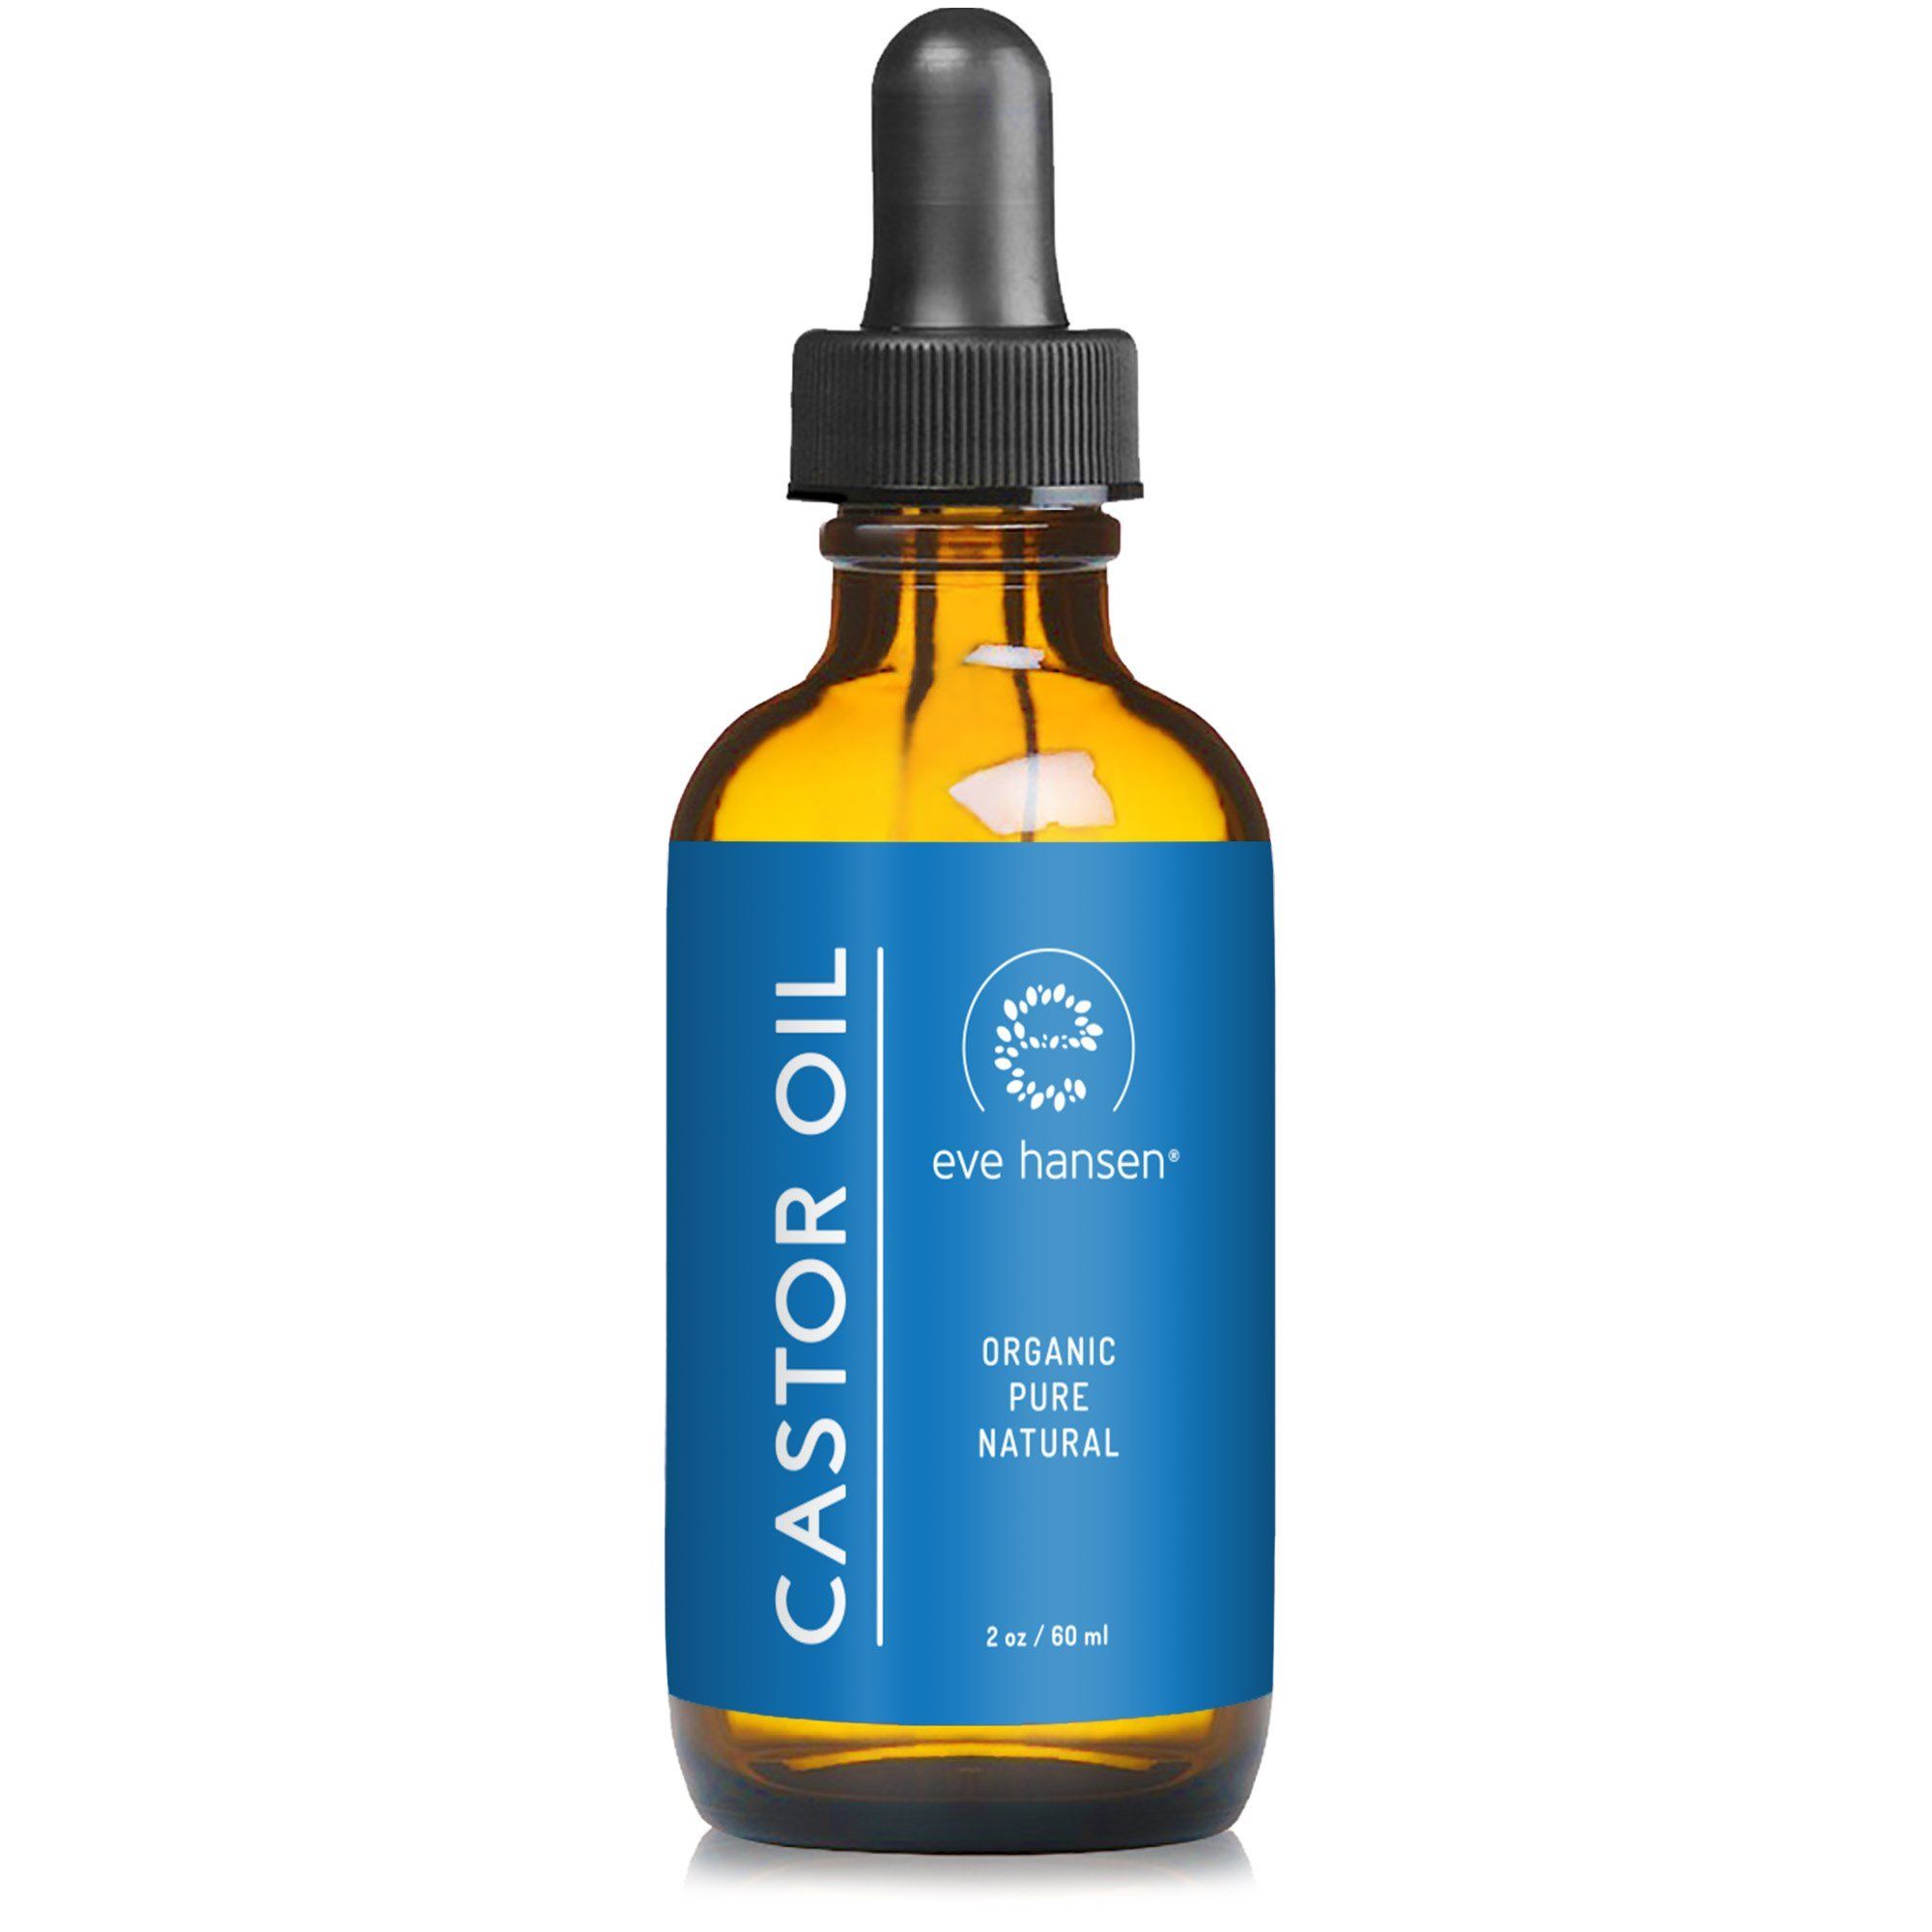 CASTOR OIL
eve hansen®
ORGANIC
PURE
NATURAL
2 oz / 60 ml